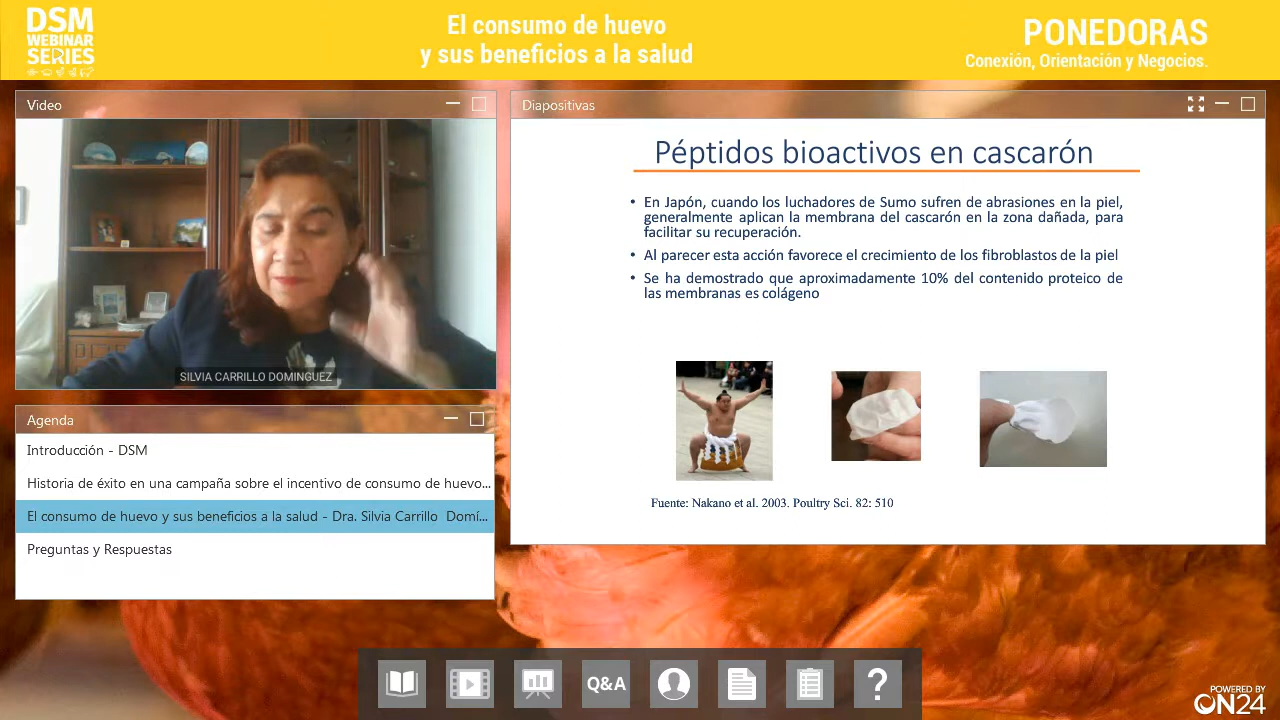 DSM
WEBINAR
SERIES
El consumo de huevo
y sus beneficios a la salud
PONEDORAS
Conexión, Orientación y Negocios.
Video
SILVIA CARRILLO DOMINGUEZ
Agenda
Introducción - DSM
Historia de éxito en una campaña sobre el incentivo de consumo de huevo...
El consumo de huevo y sus beneficios a la salud - Dra. Silvia Carrillo Domí...
Preguntas y Respuestas
Diapositivas
Péptidos bioactivos en cascarón
• En Japón, cuando los luchadores de Sumo sufren de abrasiones en la piel,
generalmente aplican la membrana del cascarón en la zona dañada, para
facilitar su recuperación.
• Al parecer esta acción favorece el crecimiento de los fibroblastos de la piel
• Se ha demostrado que aproximadamente 10% del contenido proteico de
las membranas es colágeno
Fuente: Nakano et al. 2003. Poultry Sci. 82: 510
Q&A
?
POWERED BY
ON24